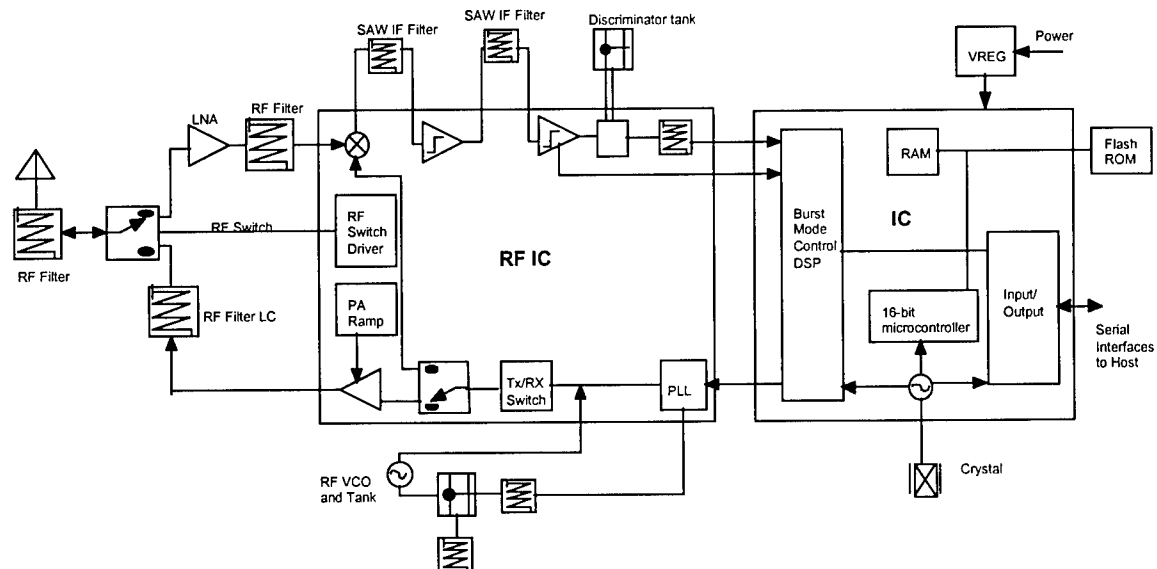 SAW IF Filter
SAW IF Filter
Discriminator tank
Power
VREG
LNA
RF Filter
RAM
Flash
ROM
RF Switch
RF
Switch
Driver
RF IC
Burst
Mode
Control
DSP
IC
RF Filter
RF Filter LC
PA
Ramp
16-bit
microcontroller
Input/
Output
Serial
Interfaces
to Host
Tx/RX
Switch
PLL
RF VCO
and Tank
Crystal